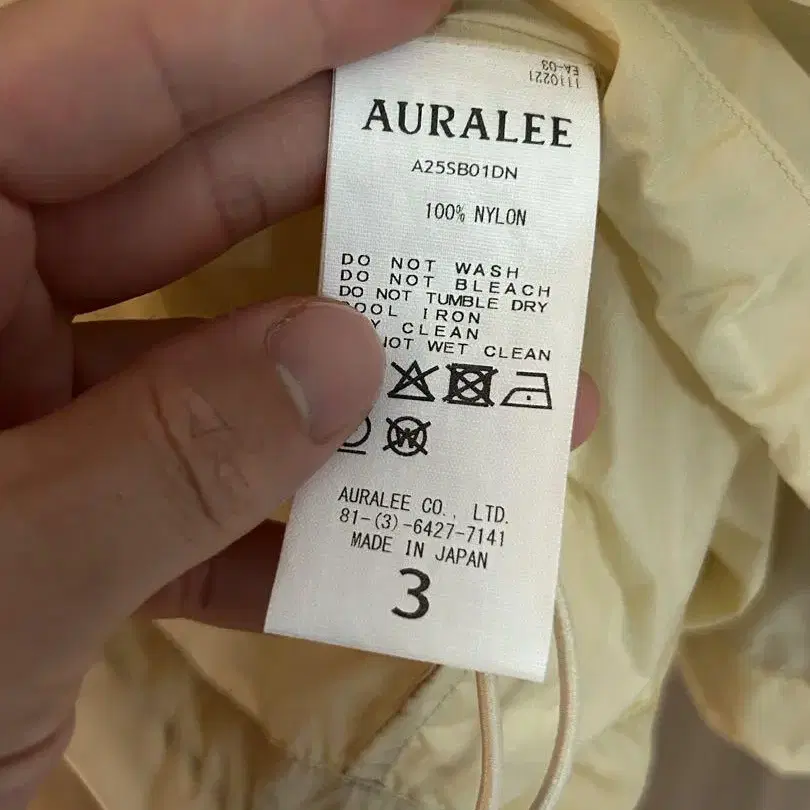 1110221
EA-03
AURALEE
A25SB01DN
100% NYLON
DO NOT WASH
DO NOT BLEACH
DO NOT TUMBLE DRY
OOL IRON
Y CLEAN
NOT WET CLEAN
W
AURALEE CO., LTD.
81-(3)-6427-7141
MADE IN JAPAN
3